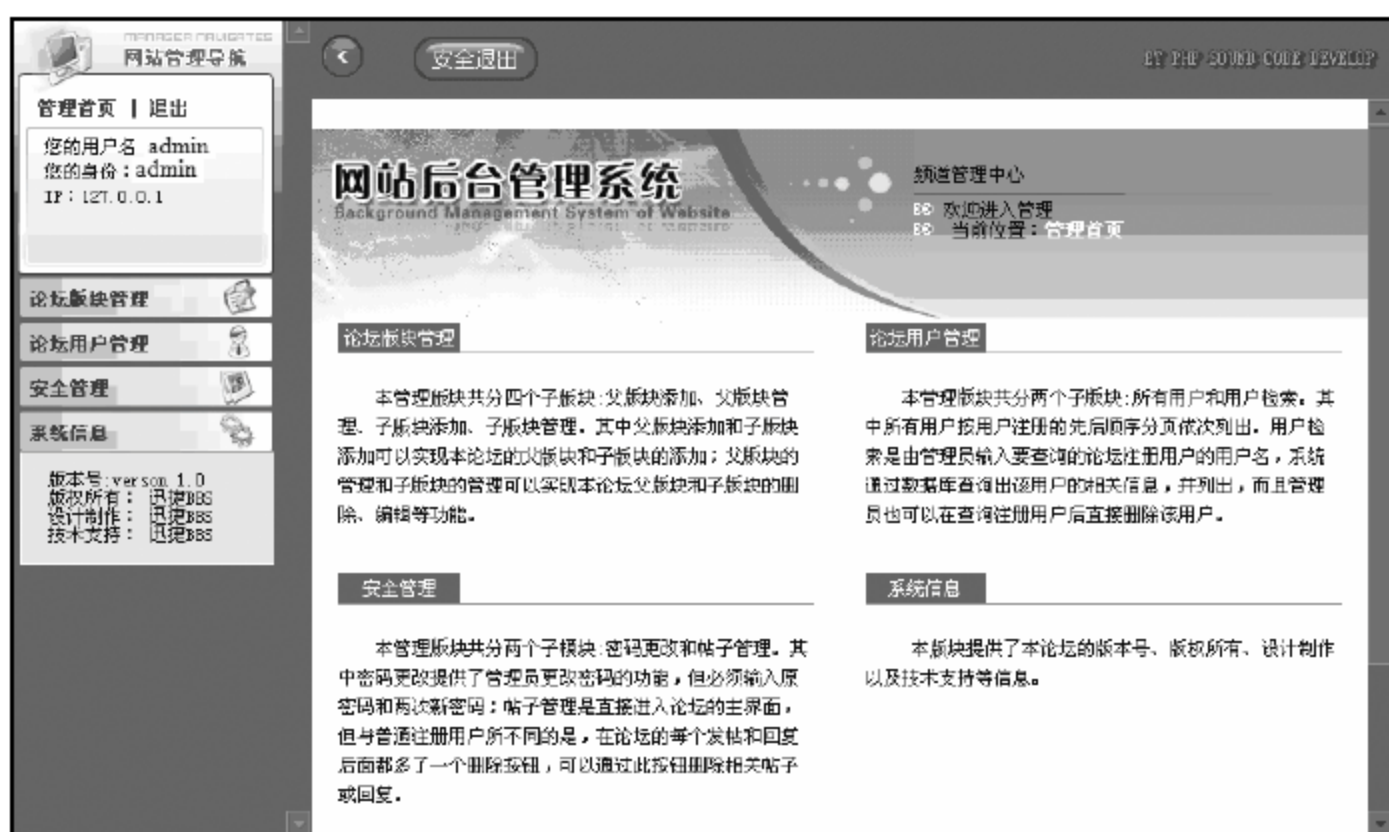 MANAGER NAVIGATES
网站管理导航
管理首页 | 退出
您的用户名 admin
您的身份：admin
IP：127.0.0.1
论坛版块管理
论坛用户管理
安全管理
系统信息
版本号:verson 1.0
版权所有： 迅捷BBS
设计制作： 迅捷BBS
技术支持： 迅捷BBS
安全退出
BY PHP SOUND CODE DEVELOP
网站后台管理系统
Background Management System of Website
频道管理中心
欢迎进入管理
当前位置：管理首页
论坛版块管理
本管理版块共分四个子版块:父版块添加、父版块管
理、子版块添加、子版块管理。其中父版块添加和子版块
添加可以实现本论坛的父版块和子版块的添加；父版块的
管理和子版块的管理可以实现本论坛父版块和子版块的删
除、编辑等功能。
论坛用户管理
本管理版块共分两个子版块:所有用户和用户检索。其
中所有用户按用户注册的先后顺序分页依次列出。用户检
索是由管理员输入要查询的论坛注册用户的用户名，系统
通过数据库查询出该用户的相关信息，并列出，而且管理
员也可以在查询注册用户后直接删除该用户。
安全管理
本管理版块共分两个子模块:密码更改和帖子管理。其
中密码更改提供了管理员更改密码的功能，但必须输入原
密码和两次新密码；帖子管理是直接进入论坛的主界面，
但与普通注册用户所不同的是，在论坛的每个发帖和回复
后面都多了一个删除按钮，可以通过此按钮删除相关帖子
或回复。
系统信息
本版块提供了本论坛的版本号、版权所有、设计制作
以及技术支持等信息。